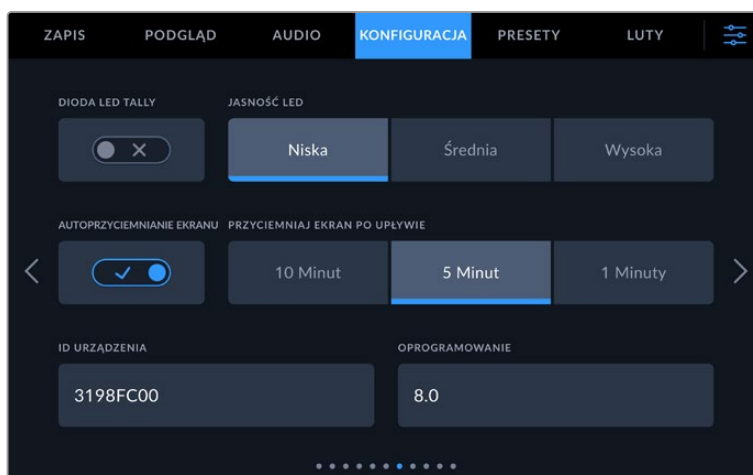 ZAPIS PODGLĄD AUDIO KONFIGURACJA PRESETY LUTY
DIODA LED TALLY JASNOŚĆ LED
Niska Średnia Wysoka
AUTOPRZYCIEMNIANIE EKRANU PRZYCIEMNIAJ EKRAN PO UPŁYWIE
10 Minut 5 Minut 1 Minuty
ID URZĄDZENIA OPROGRAMOWANIE
3198FC00 8.0